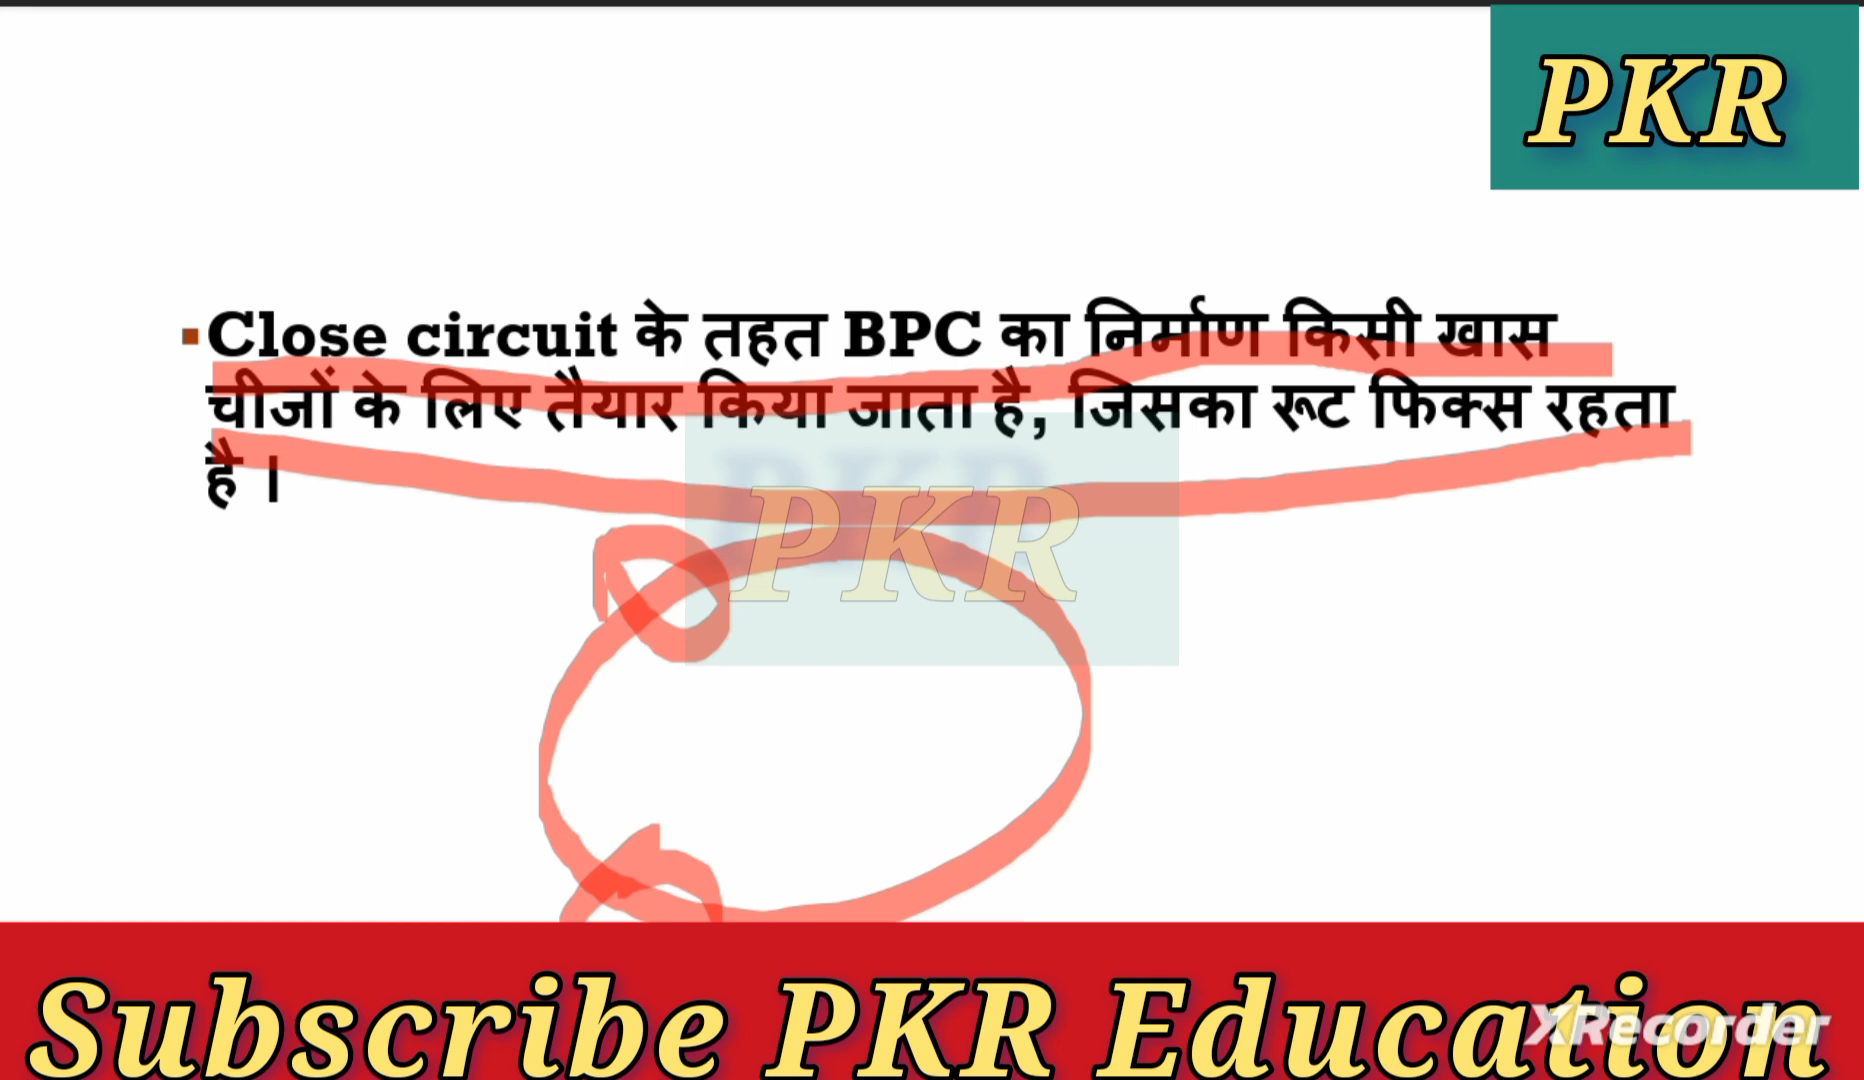 PKR
Close circuit के तहत BPC का निर्माण किसी खास
चीजों के लिए तैयार किया जाता है, जिसका रूट फिक्स रहता
है ।
PKR
Subscribe PKR Education
XRecorder